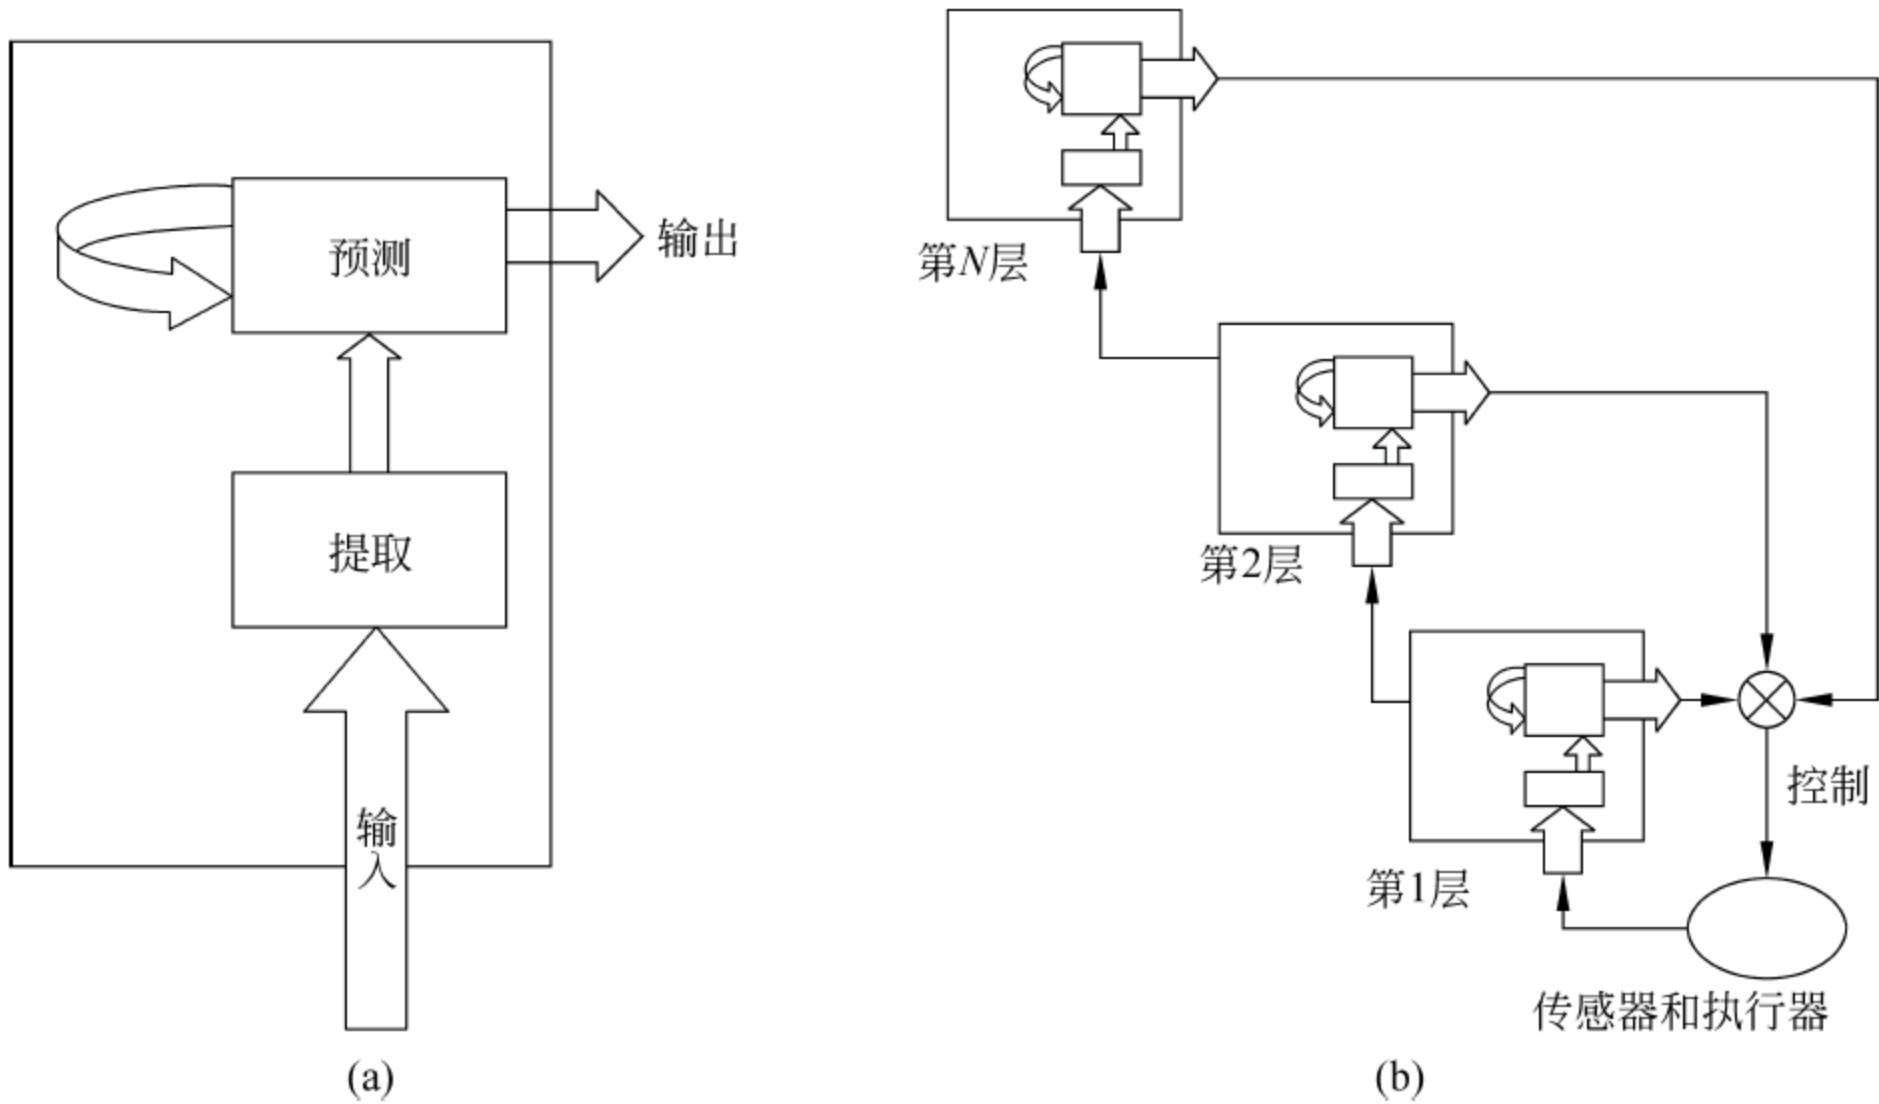 预测
输出
提取
输
入
(a)
第N层
第2层
第1层
控制
传感器和执行器
(b)